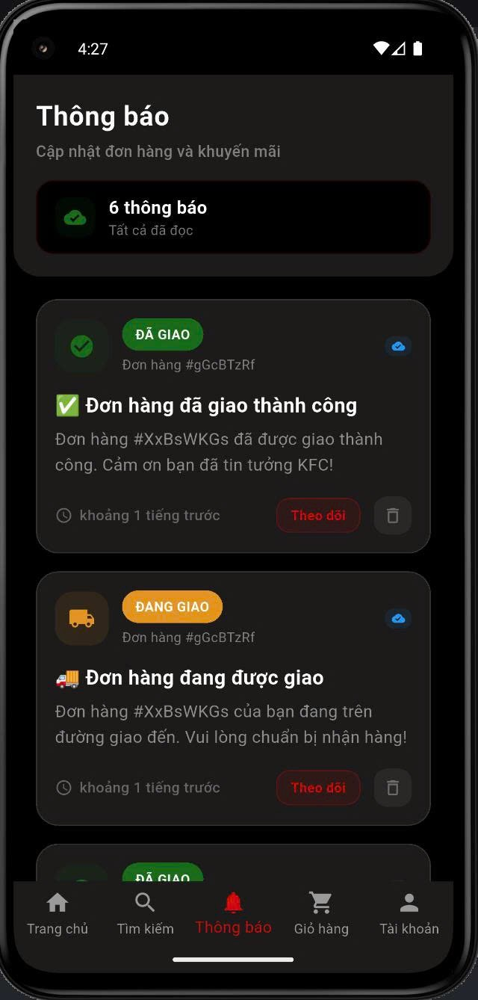 4:27
Thông báo
Cập nhật đơn hàng và khuyến mãi
6 thông báo
Tất cả đã đọc
ĐÃ GIAO
Đơn hàng #gGcBTzRf
✅ Đơn hàng đã giao thành công
Đơn hàng #XxBsWKGs đã được giao thành
công. Cảm ơn bạn đã tin tưởng KFC!
khoảng 1 tiếng trước
Theo dõi
ĐANG GIAO
Đơn hàng #gGcBTzRf
🚚 Đơn hàng đang được giao
Đơn hàng #XxBsWKGs của bạn đang trên
đường giao đến. Vui lòng chuẩn bị nhận hàng!
khoảng 1 tiếng trước
Theo dõi
ĐÃ GIAO
Trang chủ
Tìm kiếm
Thông báo
Giỏ hàng
Tài khoản